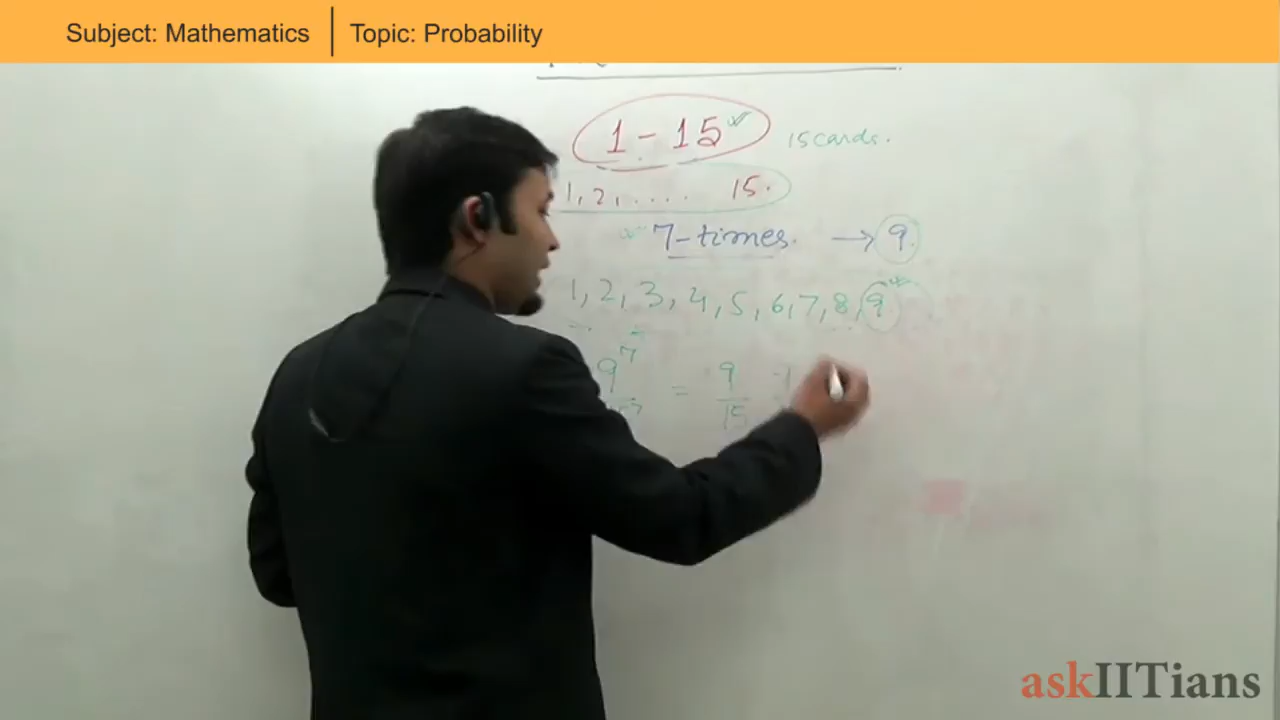 Subject: Mathematics | Topic: Probability
1 - 15 15 cards.
1, 2, .... 15.
7-times. → 9
1, 2, 3, 4, 5, 6, 7, 8, 9
9^7 = 9/15
askIITians